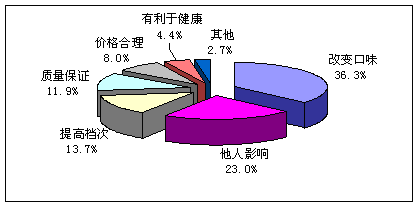 有利于健康
4.4%
其他
2.7%
价格合理
8.0%
改变口味
36.3%
质量保证
11.9%
提高档次
13.7%
他人影响
23.0%